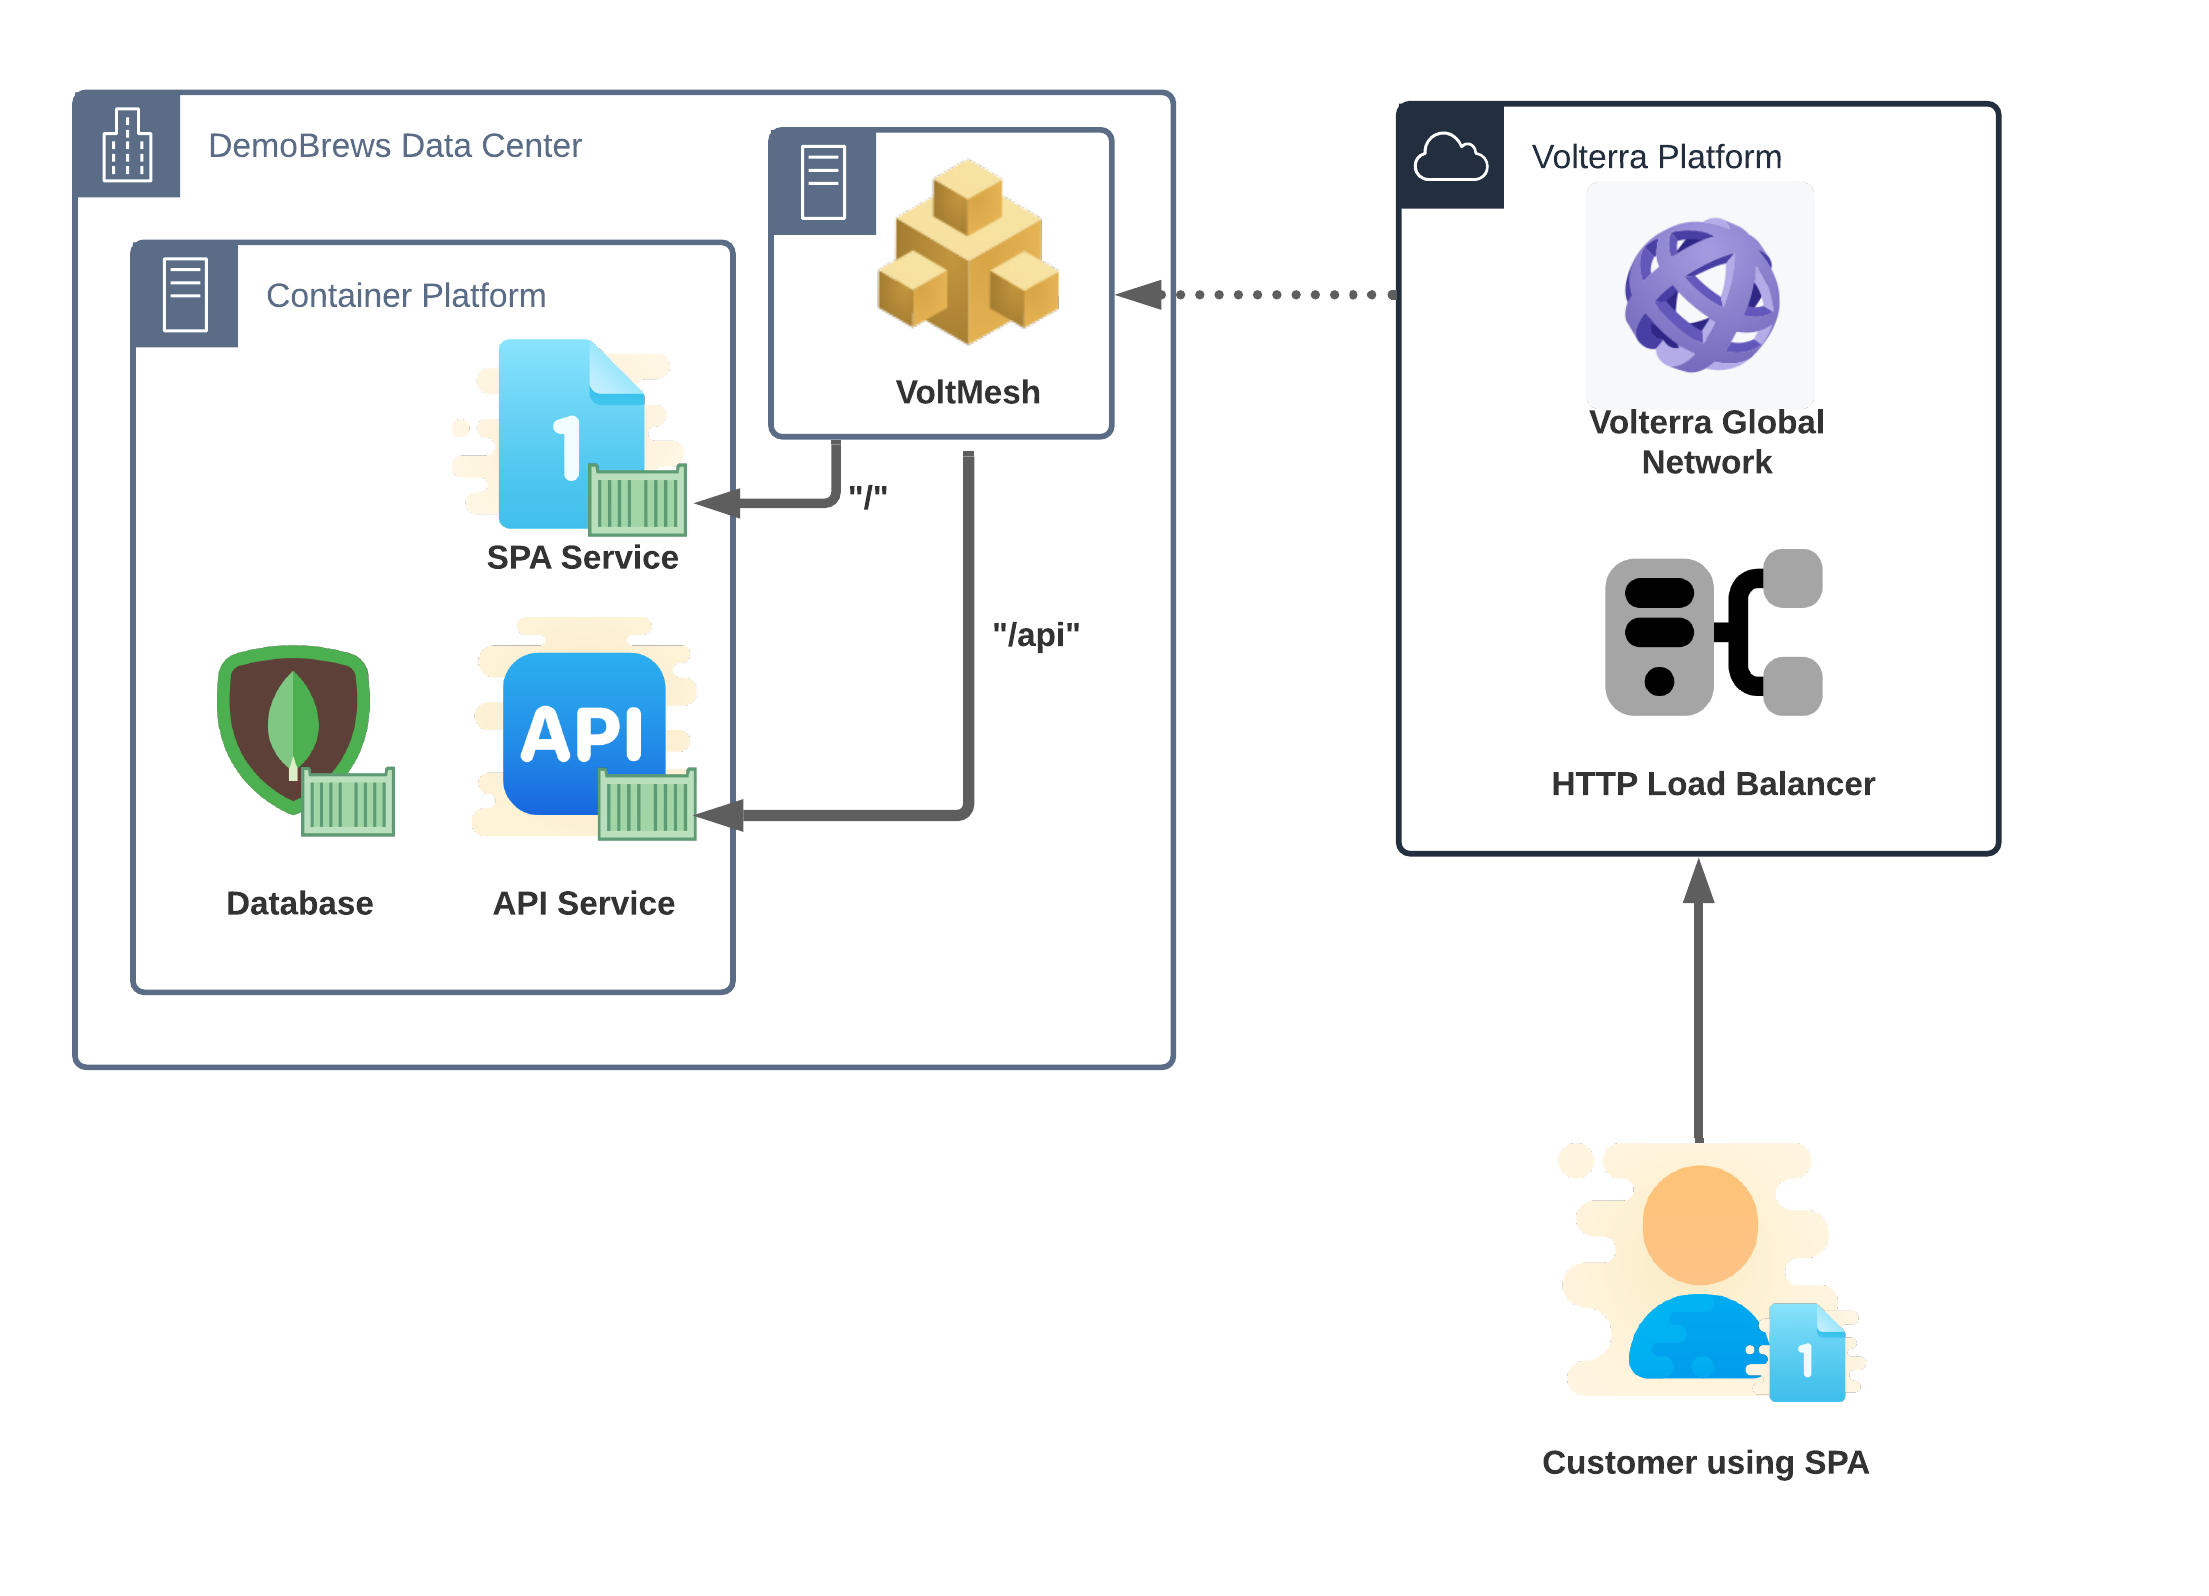 DemoBrews Data Center
Volterra Platform
Container Platform
VoltMesh
Volterra Global
Network
1
"/"
SPA Service
"/api"
API
HTTP Load Balancer
Database
API Service
1
Customer using SPA